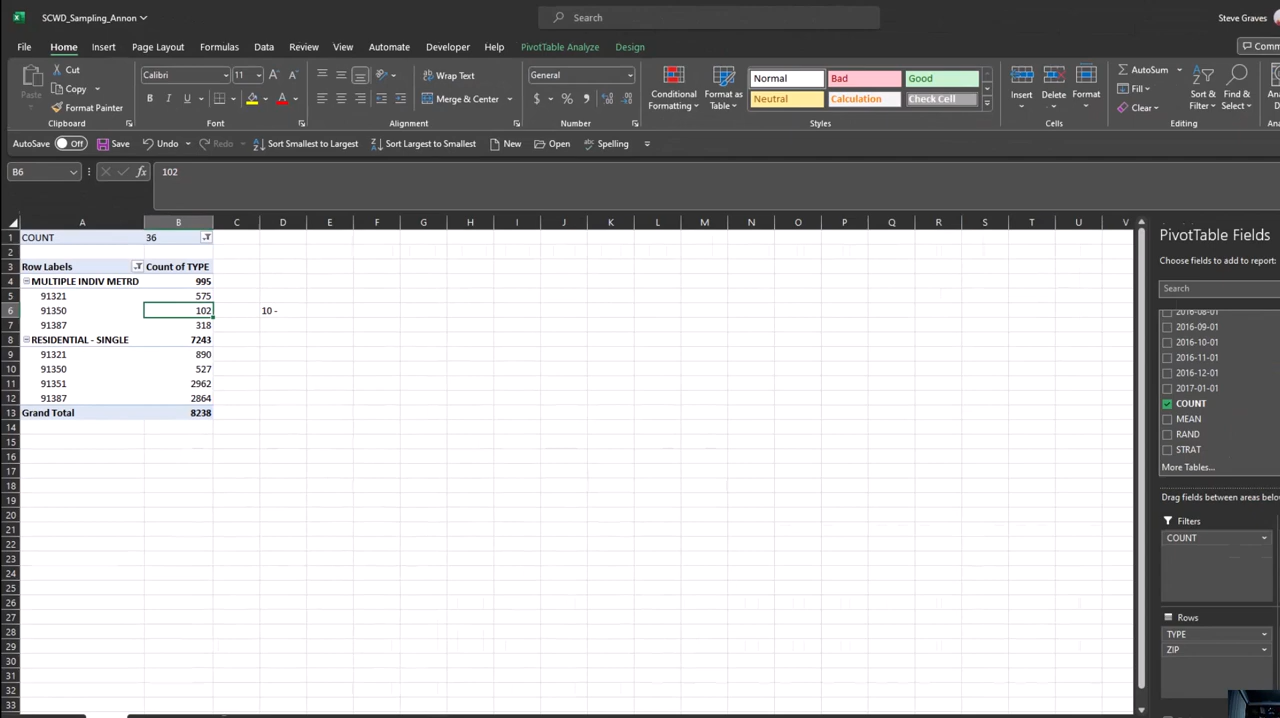 SCWD_Sampling_Annon
Search
Steve Graves
File Home Insert Page Layout Formulas Data Review View Automate Developer Help PivotTable Analyze Design
Cut
Copy
Format Painter
Paste
Clipboard
Calibri 11
B I U
Font
Wrap Text
Merge & Center
Alignment
General
$ %
Number
Conditional Formatting
Format as Table
Normal Bad Good
Neutral Calculation Check Cell
Styles
Insert Delete Format
Cells
AutoSum
Fill
Clear
Sort & Filter
Find & Select
Editing
AutoSave Off Save Undo Redo Sort Smallest to Largest Sort Largest to Smallest New Open Spelling
B6 fx 102
A B C D E F G H I J K L M N O P Q R S T U V
1 COUNT 36
2
3 Row Labels Count of TYPE
4 MULTIPLE INDIV METRD 995
5 91321 575
6 91350 102 10 -
7 91387 318
8 RESIDENTIAL - SINGLE 7243
9 91321 890
10 91350 527
11 91351 2962
12 91387 2864
13 Grand Total 8238
14
15
16
17
18
19
20
21
22
23
24
25
26
27
28
29
30
31
32
33
PivotTable Fields
Choose fields to add to report:
Search
2016-08-01
2016-09-01
2016-10-01
2016-11-01
2016-12-01
2017-01-01
COUNT
MEAN
RAND
STRAT
More Tables...
Drag fields between areas belo
Filters
COUNT
Rows
TYPE
ZIP